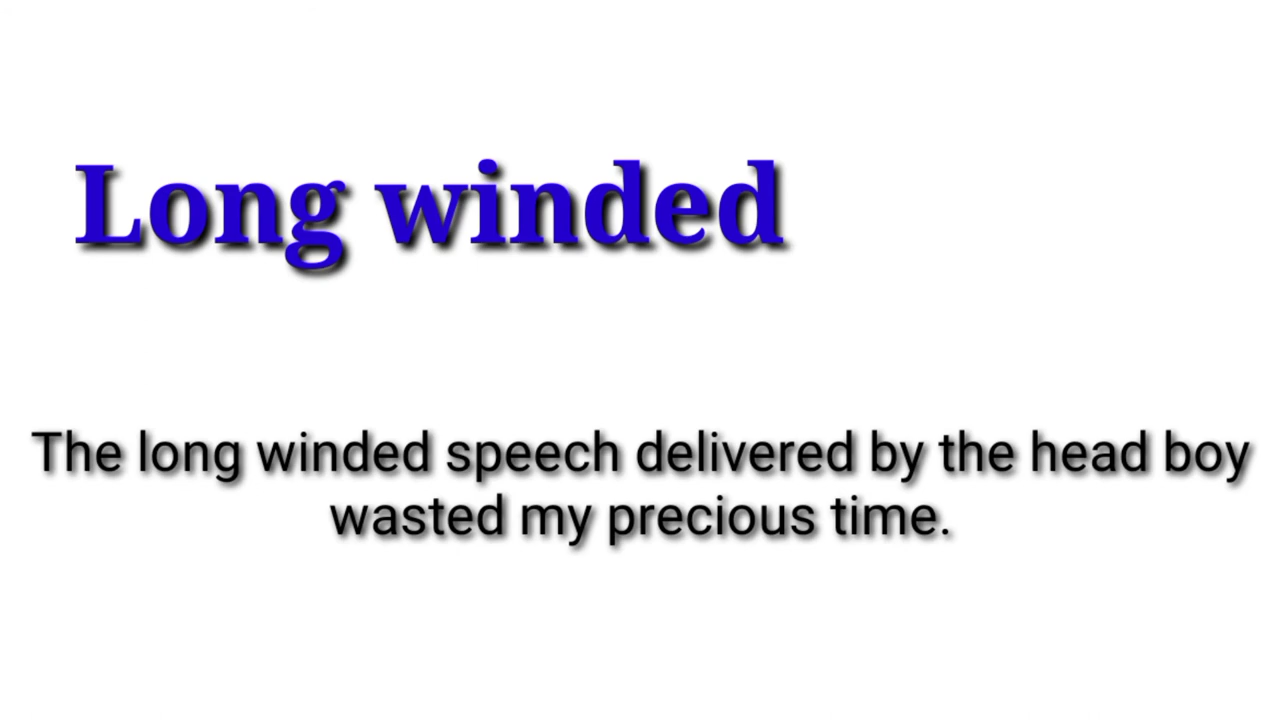 Long winded
The long winded speech delivered by the head boy
wasted my precious time.